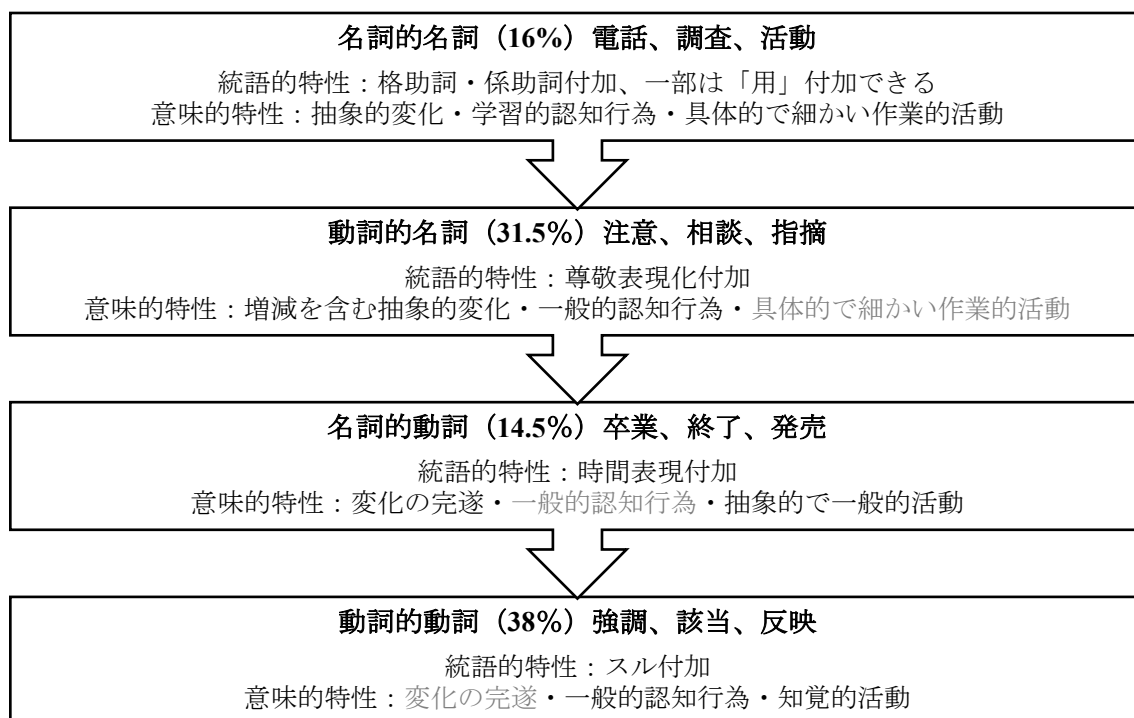 名詞的名詞（16%）電話、調査、活動
統語的特性：格助詞・係助詞付加、一部は「用」付加できる
意味的特性：抽象的変化・学習的認知行為・具体的で細かい作業的活動
動詞的名詞（31.5%）注意、相談、指摘
統語的特性：尊敬表現化付加
意味的特性：増減を含む抽象的変化・一般的認知行為・具体的で細かい作業的活動
名詞的動詞（14.5%）卒業、終了、発売
統語的特性：時間表現付加
意味的特性：変化の完遂・一般的認知行為・抽象的で一般的活動
動詞的動詞（38%）強調、該当、反映
統語的特性：スル付加
意味的特性：変化の完遂・一般的認知行為・知覚的活動